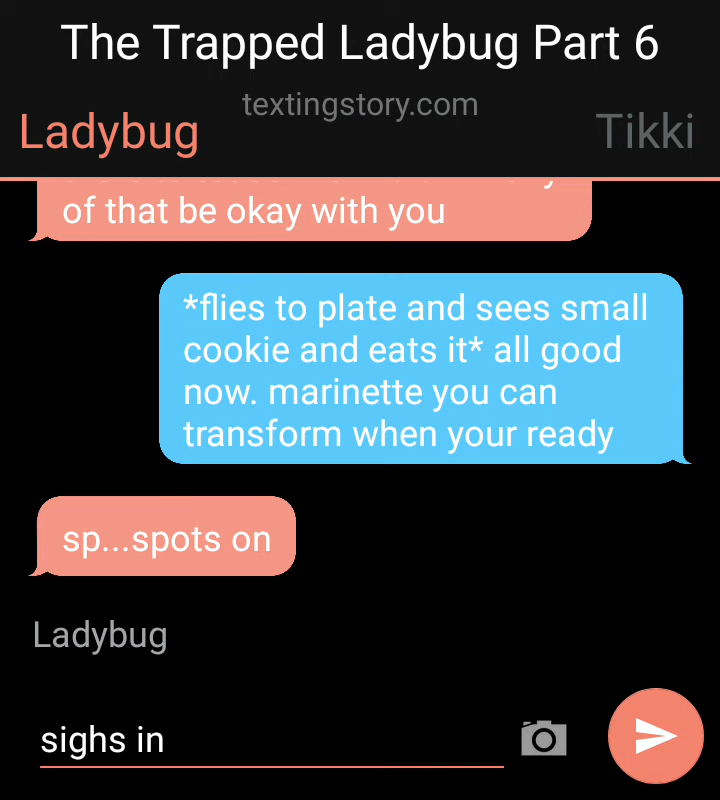 The Trapped Ladybug Part 6
textingstory.com
Ladybug
Tikki
of that be okay with you
*flies to plate and sees small
cookie and eats it* all good
now. marinette you can
transform when your ready
sp...spots on
Ladybug
sighs in